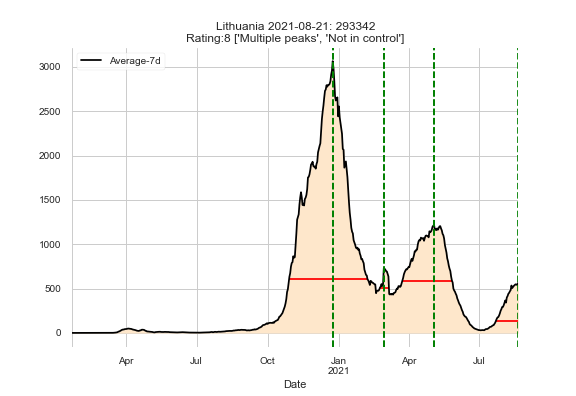 Lithuania 2021-08-21: 293342
Rating:8 ['Multiple peaks', 'Not in control']
Average-7d
3000
2500
2000
1500
1000
500
0
Apr
Jul
Oct
Jan
2021
Apr
Jul
Date